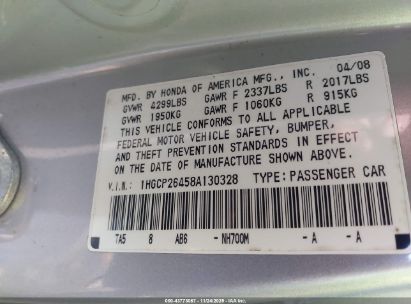 MFD. BY HONDA OF AMERICA MFG., INC. 04/08
GVWR 4299LBS GAWR F 2337LBS R 2017LBS
GVWR 1950KG GAWR F 1060KG R 915KG
THIS VEHICLE CONFORMS TO ALL APPLICABLE
FEDERAL MOTOR VEHICLE SAFETY, BUMPER,
AND THEFT PREVENTION STANDARDS IN EFFECT
ON THE DATE OF MANUFACTURE SHOWN ABOVE.
V.I.N.: 1HGCP26458A130328 TYPE: PASSENGER CAR
TA5 8 AB6 - NH700M - A - A